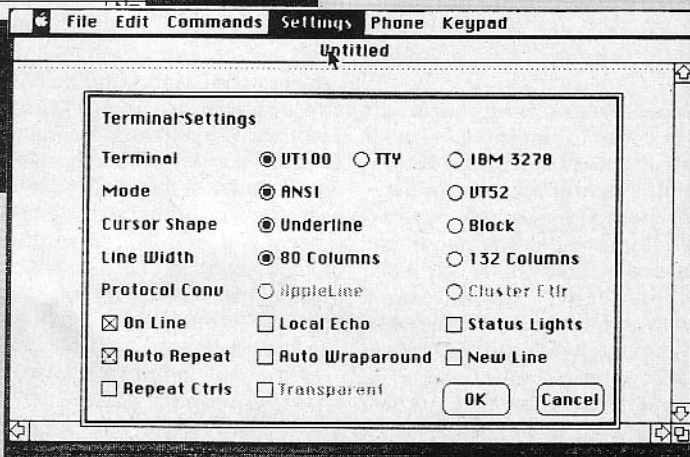 File Edit Commands Settings Phone Keypad
Untitled
Terminal Settings
Terminal VT100 TTY IBM 3278
Mode ANSI VT52
Cursor Shape Underline Block
Line Width 80 Columns 132 Columns
Protocol Conv AppleLine Cluster Ctlr
On Line Local Echo Status Lights
Auto Repeat Auto Wraparound New Line
Repeat Ctrls Transparent OK Cancel